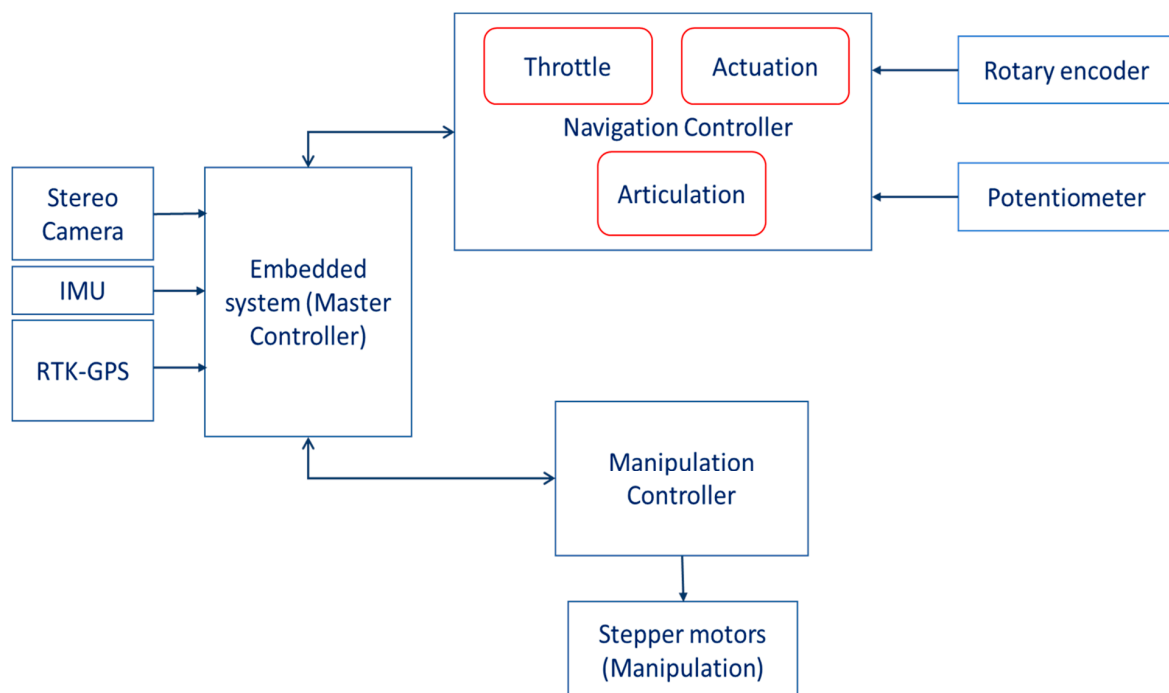 Throttle
Actuation
Navigation Controller
Articulation
Rotary encoder
Potentiometer
Stereo
Camera
IMU
RTK-GPS
Embedded
system (Master
Controller)
Manipulation
Controller
Stepper motors
(Manipulation)